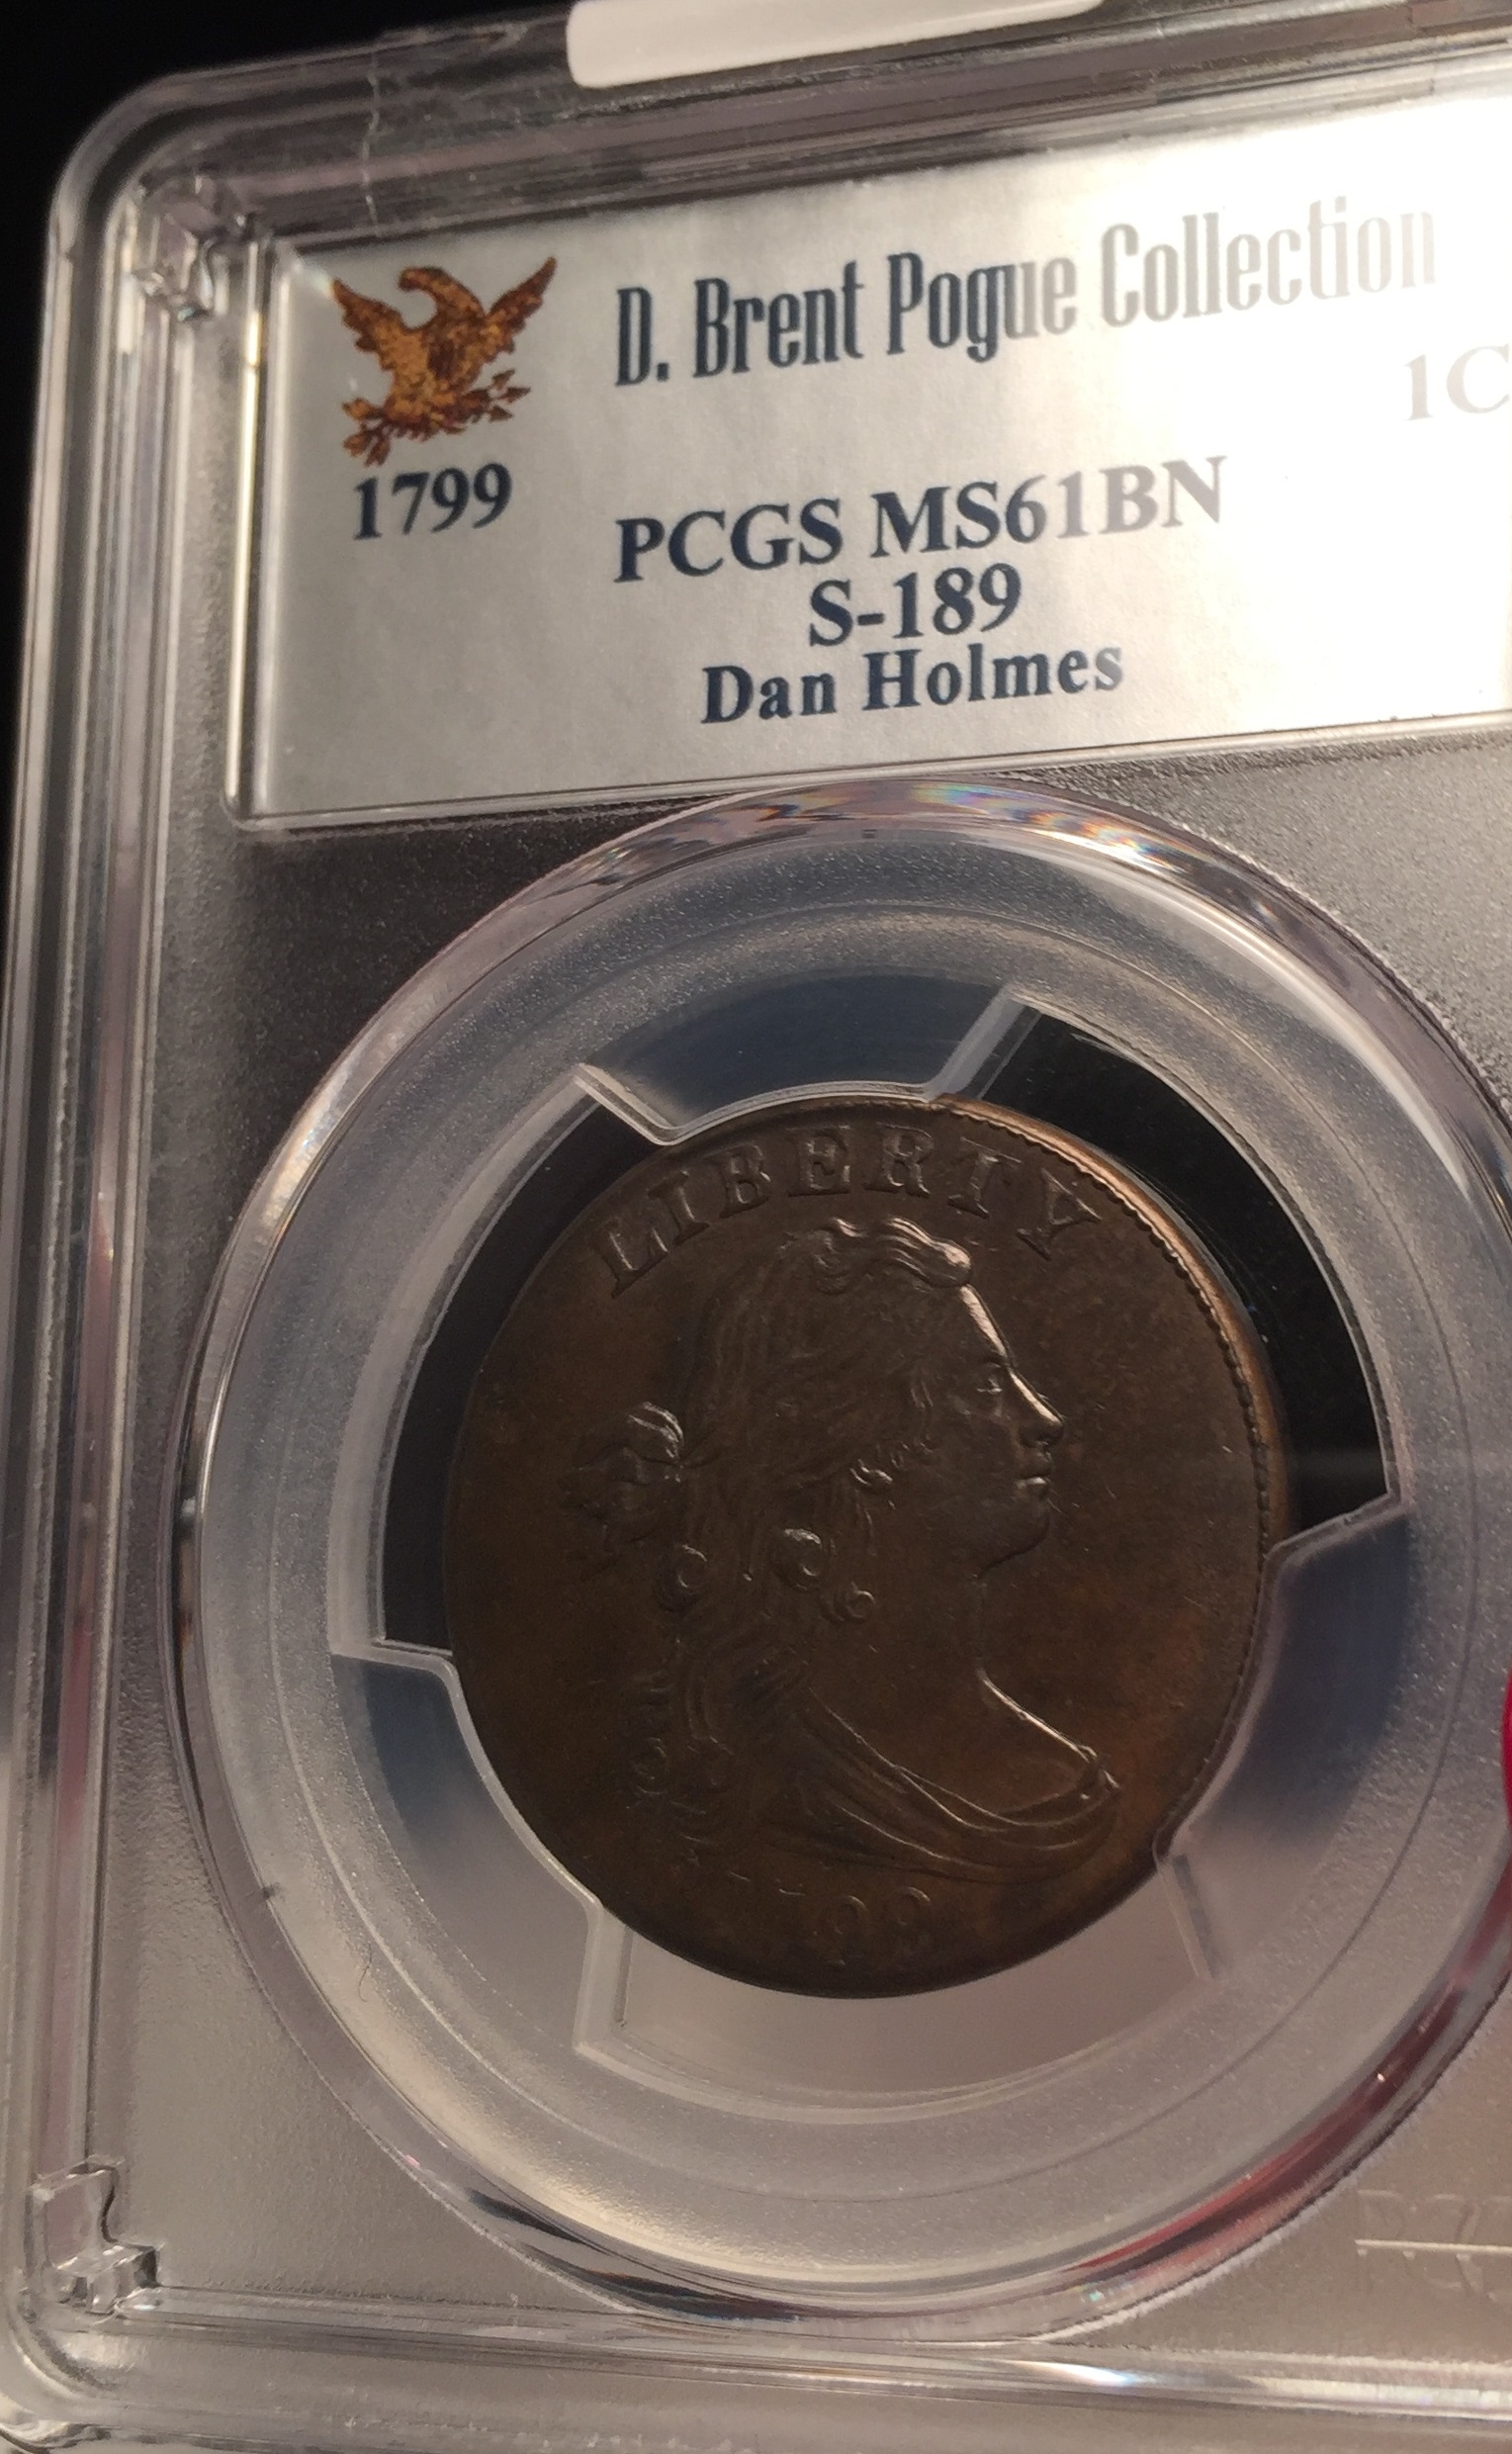 D. Brent Pogue Collection
1C
1799
PCGS MS61BN
S-189
Dan Holmes
LIBERTY